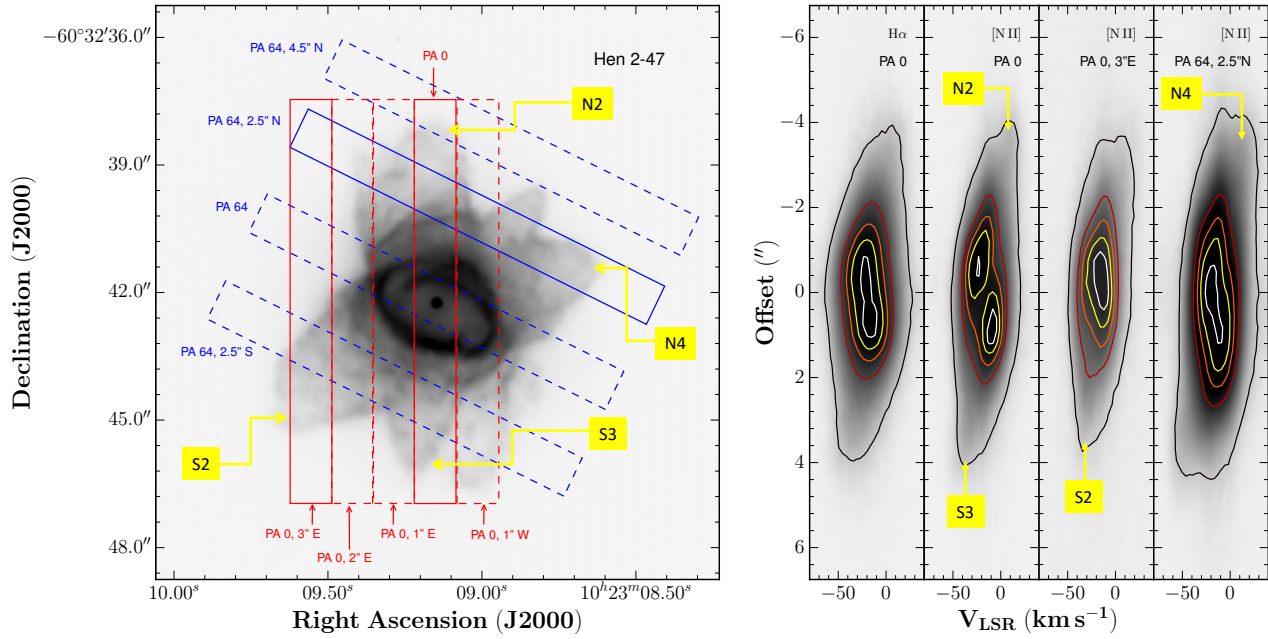 Hen 2-47
−60°32′36.0″
39.0″
42.0″
45.0″
48.0″
Declination (J2000)
10.00ˢ
09.50ˢ
09.00ˢ
10ʰ23ᵐ08.50ˢ
Right Ascension (J2000)
PA 64, 4.5" N
PA 0
N2
PA 64, 2.5" N
PA 64
N4
PA 64, 2.5" S
S3
S2
PA 0, 3" E
PA 0, 2" E
PA 0, 1" E
PA 0, 1" W
Offset (″)
−6
−4
−2
0
2
4
6
Hα
PA 0
[N II]
PA 0
N2
S3
[N II]
PA 0, 3"E
S2
[N II]
PA 64, 2.5"N
N4
−50 0
−50 0
−50 0
−50 0
V_LSR (km s⁻¹)